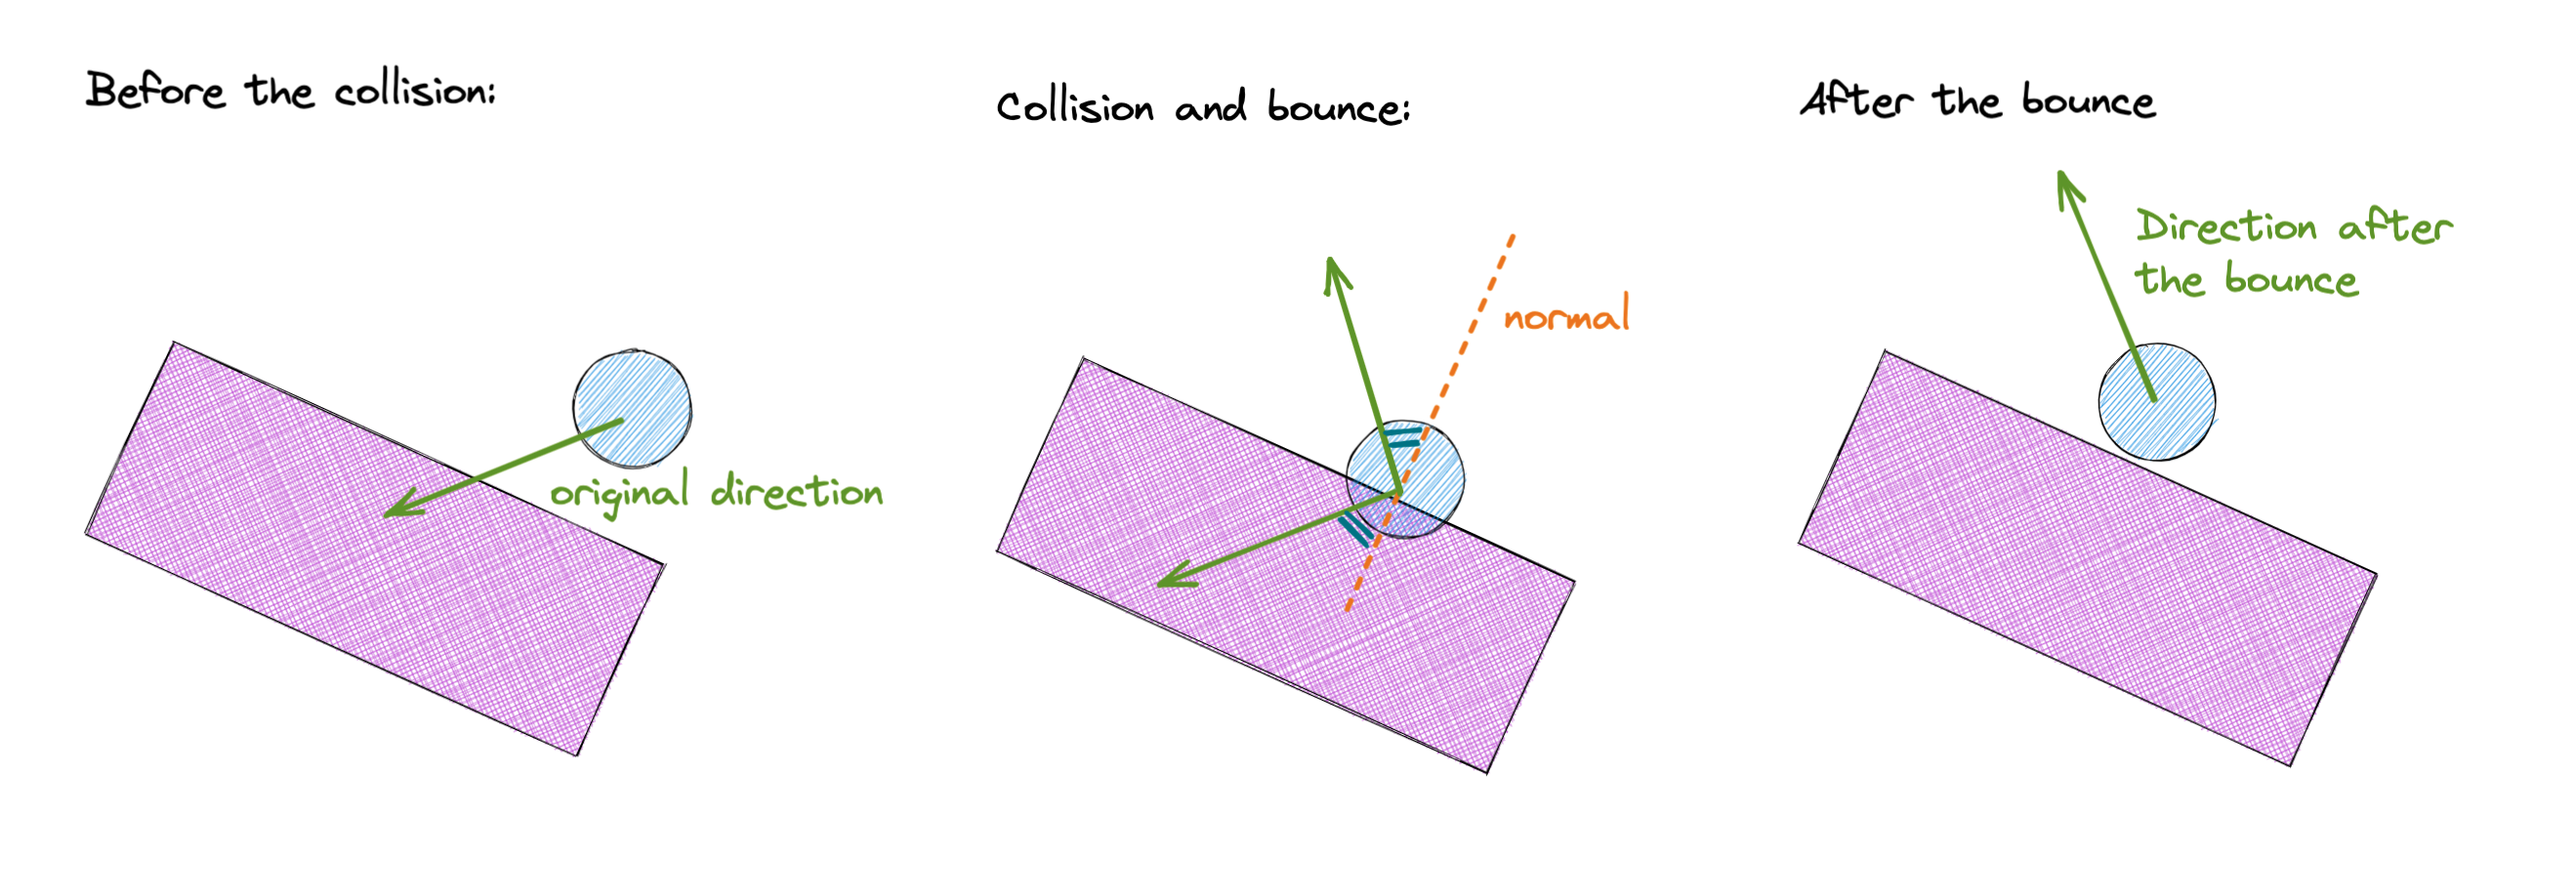 Before the collision:
Collision and bounce:
After the bounce
original direction
normal
Direction after
the bounce